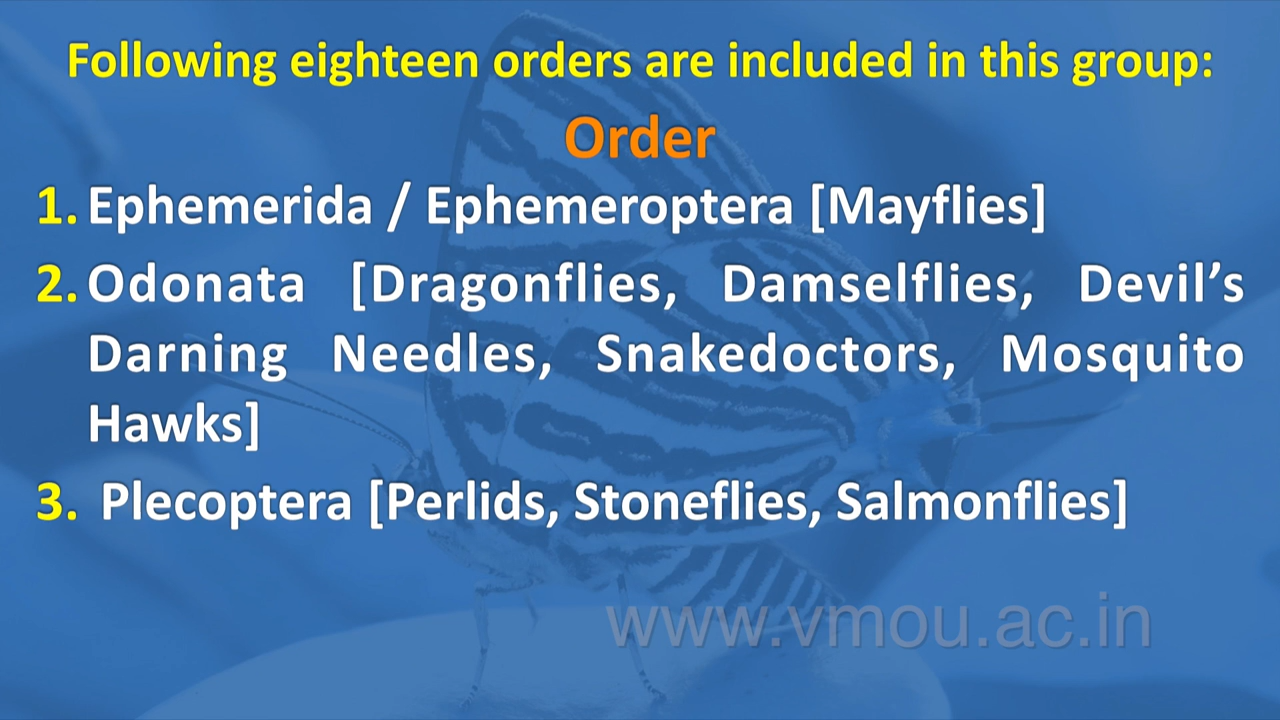 Following eighteen orders are included in this group:
Order
1. Ephemerida / Ephemeroptera [Mayflies]
2. Odonata [Dragonflies, Damselflies, Devil’s
Darning Needles, Snakedoctors, Mosquito
Hawks]
3. Plecoptera [Perlids, Stoneflies, Salmonflies]
www.vmou.ac.in